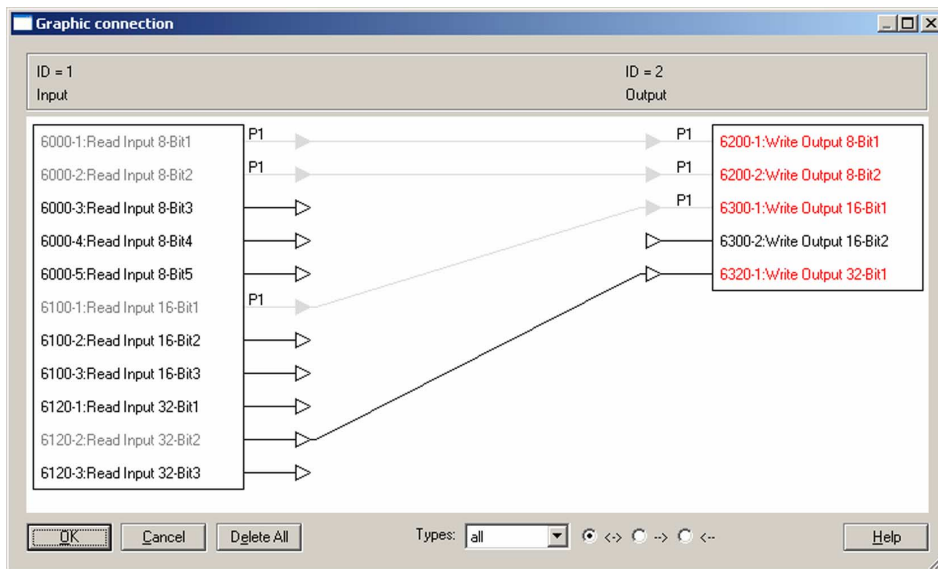 Graphic connection
ID = 1
Input
ID = 2
Output
6000-1:Read Input 8-Bit1
P1
P1
6200-1:Write Output 8-Bit1
6000-2:Read Input 8-Bit2
P1
P1
6200-2:Write Output 8-Bit2
6000-3:Read Input 8-Bit3
P1
6300-1:Write Output 16-Bit1
6000-4:Read Input 8-Bit4
6300-2:Write Output 16-Bit2
6000-5:Read Input 8-Bit5
6320-1:Write Output 32-Bit1
6100-1:Read Input 16-Bit1
P1
6100-2:Read Input 16-Bit2
6100-3:Read Input 16-Bit3
6120-1:Read Input 32-Bit1
6120-2:Read Input 32-Bit2
6120-3:Read Input 32-Bit3
OK
Cancel
Delete All
Types:
all
<->
-->
<--
Help